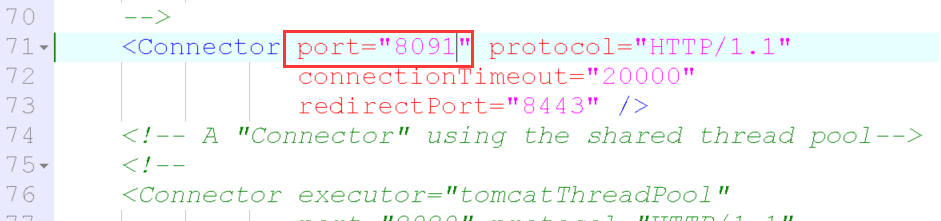 70 -->
71 <Connector port="8091" protocol="HTTP/1.1"
72 connectionTimeout="20000"
73 redirectPort="8443" />
74 <!-- A "Connector" using the shared thread pool-->
75 <!--
76 <Connector executor="tomcatThreadPool"